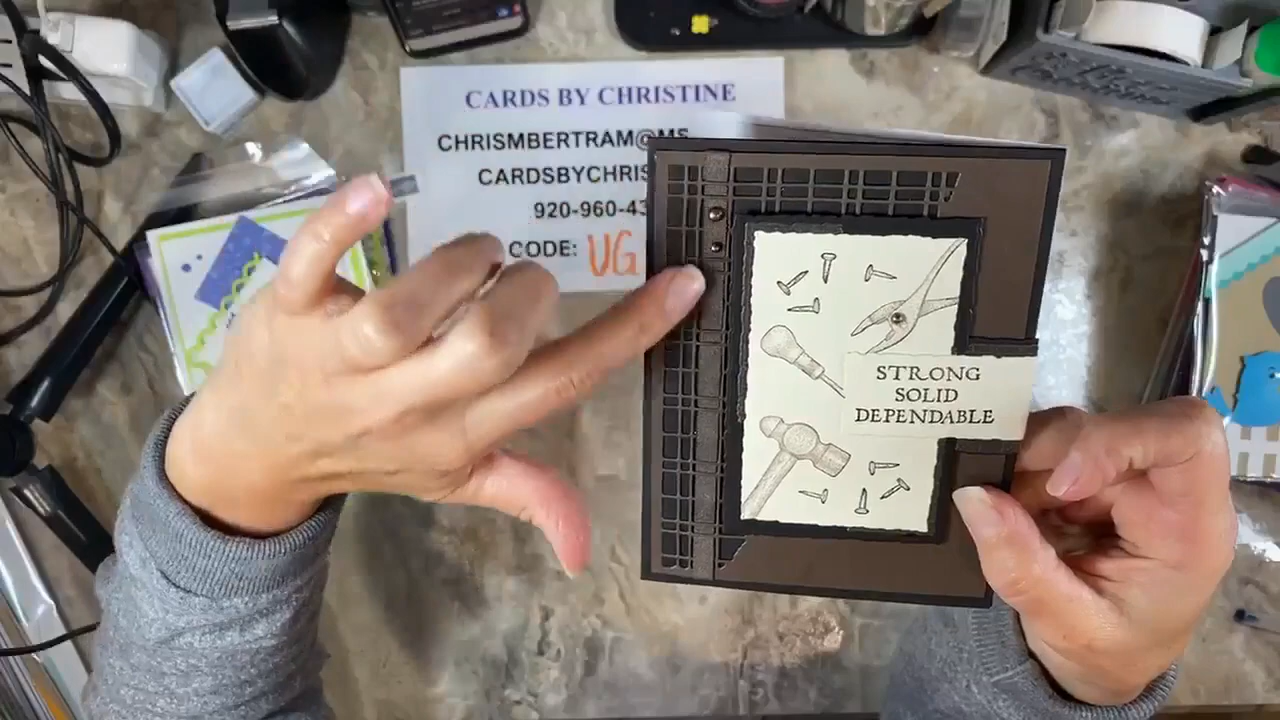 CARDS BY CHRISTINE
CHRISMBERTRAM@MS
CARDSBYCHRIS
920-960-43
CODE: UG
STRONG
SOLID
DEPENDABLE